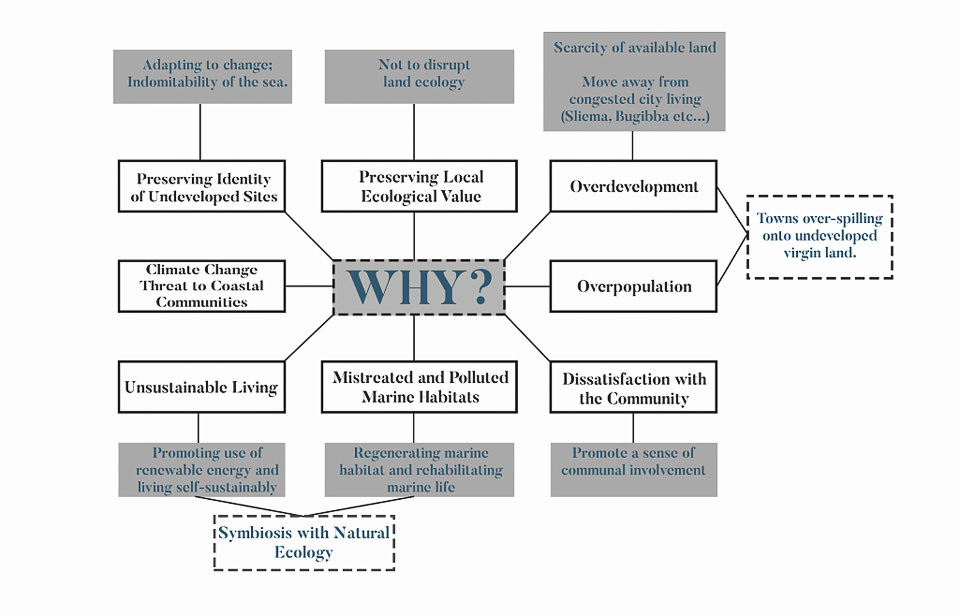 Adapting to change;
Indomitability of the sea.
Not to disrupt
land ecology
Scarcity of available land
Move away from
congested city living
(Sliema, Bugibba etc...)
Preserving Identity
of Undeveloped Sites
Preserving Local
Ecological Value
Overdevelopment
Towns over-spilling
onto undeveloped
virgin land.
Climate Change
Threat to Coastal
Communities
WHY?
Overpopulation
Unsustainable Living
Mistreated and Polluted
Marine Habitats
Dissatisfaction with
the Community
Promoting use of
renewable energy and
living self-sustainably
Regenerating marine
habitat and rehabilitating
marine life
Promote a sense of
communal involvement
Symbiosis with Natural
Ecology